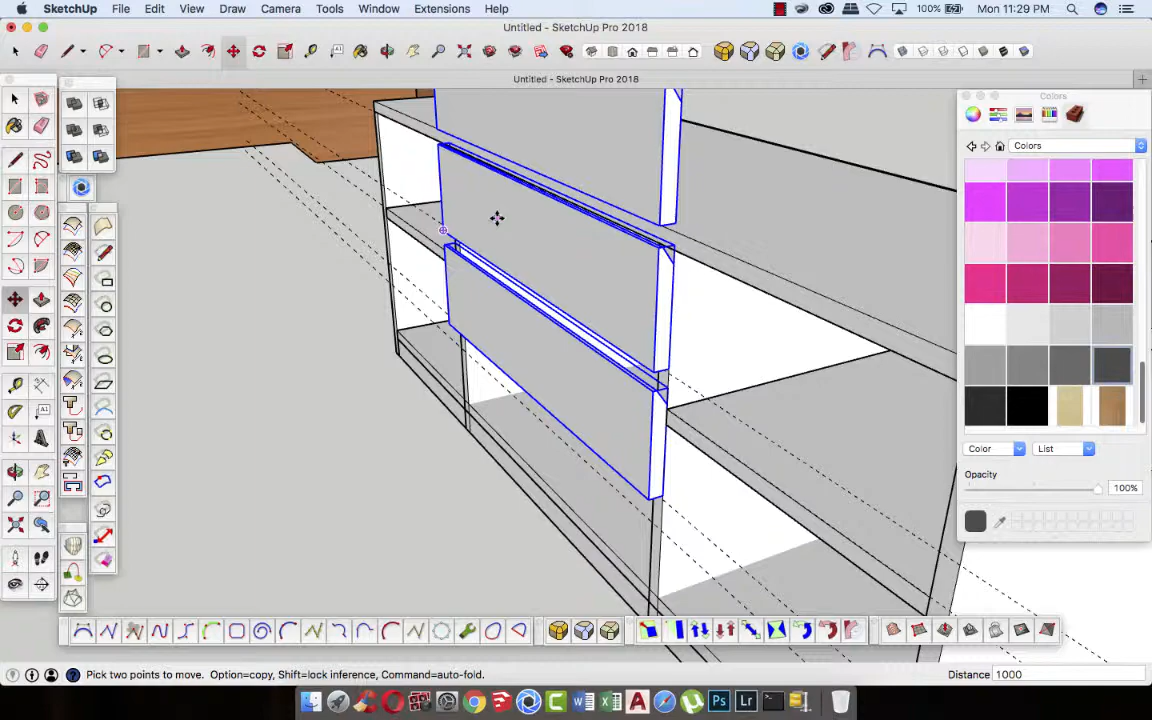 SketchUp File Edit View Camera Draw Tools Window Extensions Help
100% Mon 11:29 PM
Untitled - SketchUp Pro 2018
Untitled - SketchUp Pro 2018
Colors
Colors
Color List
Opacity
100%
Pick two points to move. Option=copy, Shift=lock inference, Command=auto-fold.
Distance 1000
Ps Lr